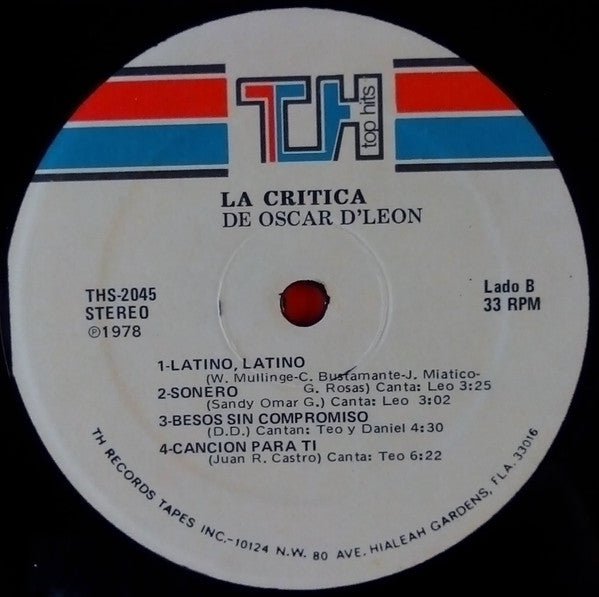 TH
top hits
LA CRITICA
DE OSCAR D'LEON
THS-2045
STEREO
℗1978
Lado B
33 RPM
1-LATINO, LATINO
(W. Mullinge-C. Bustamante-J. Miatico-
G. Rosas) Canta: Leo 3:25
2-SONERO
(Sandy Omar G.) Canta: Leo 3:02
3-BESOS SIN COMPROMISO
(D.D.) Cantan: Teo y Daniel 4:30
4-CANCION PARA TI
(Juan R. Castro) Canta: Teo 6:22
TH RECORDS TAPES INC.-10124 N.W. 80 AVE. HIALEAH GARDENS, FLA. 33016